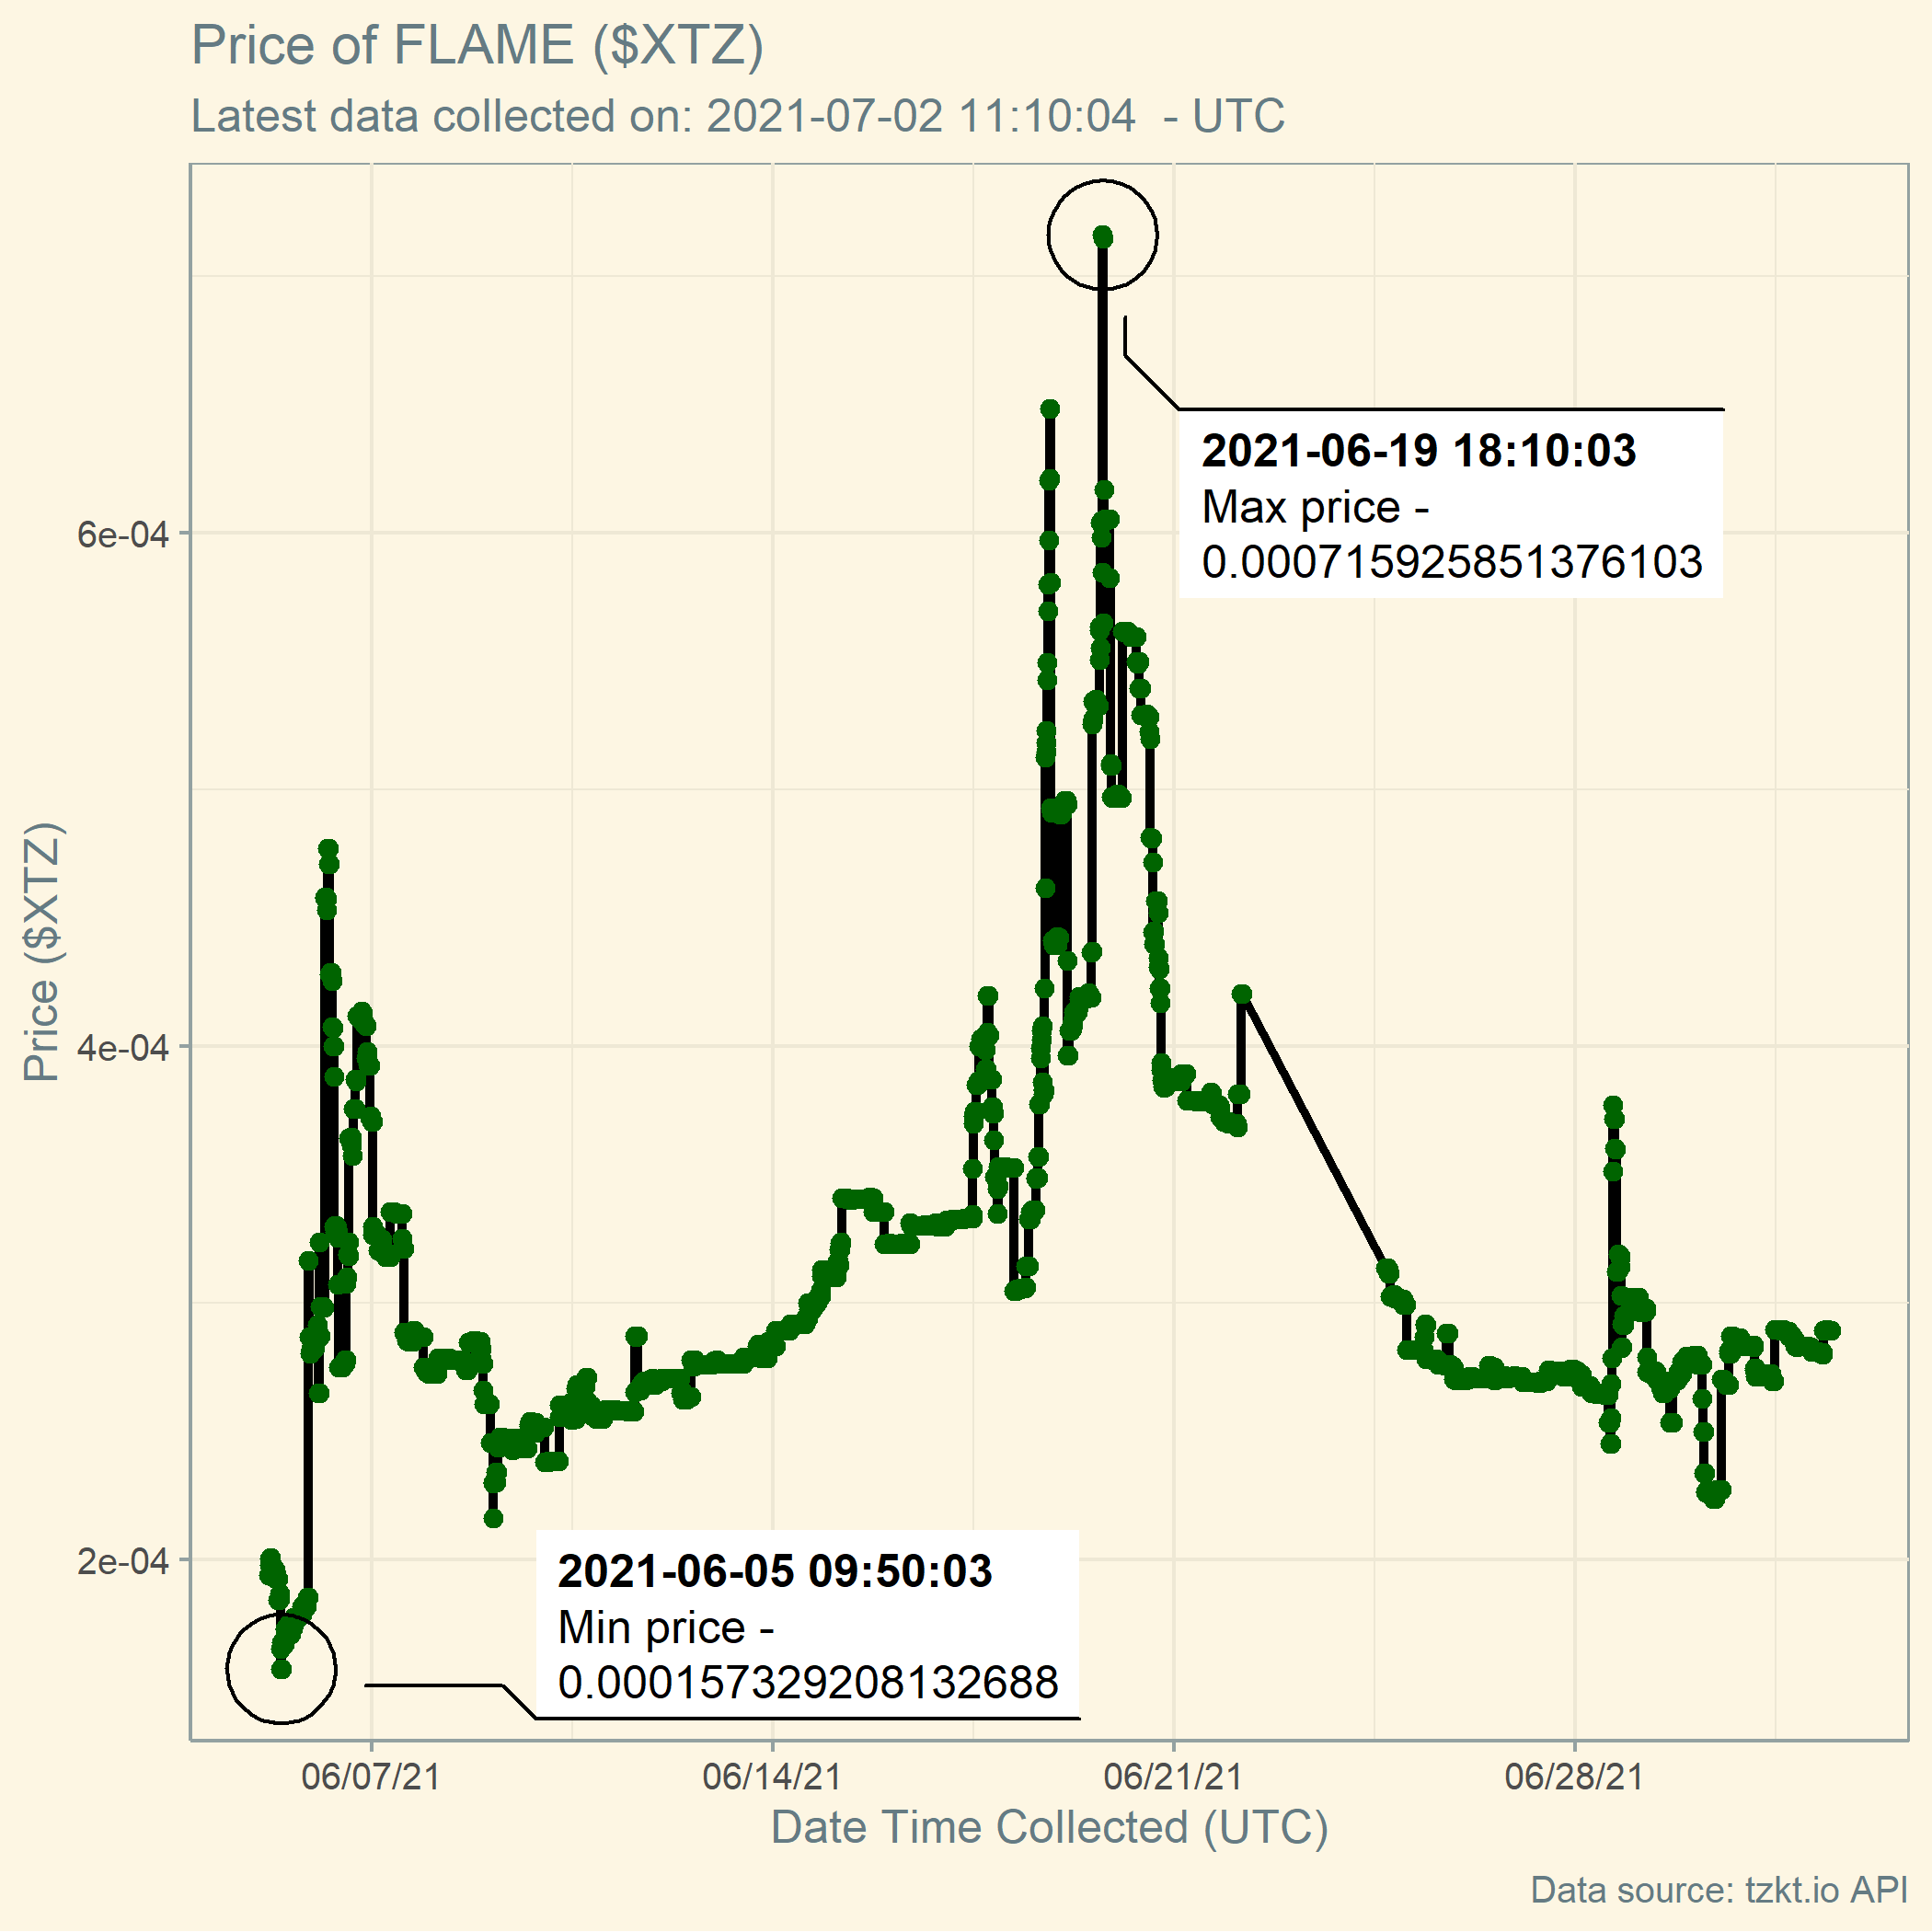 Price of FLAME ($XTZ)
Latest data collected on: 2021-07-02 11:10:04  - UTC
2021-06-19 18:10:03
Max price -
0.000715925851376103
6e-04
4e-04
2e-04
Price ($XTZ)
2021-06-05 09:50:03
Min price -
0.000157329208132688
06/07/21
06/14/21
06/21/21
06/28/21
Date Time Collected (UTC)
Data source: tzkt.io API